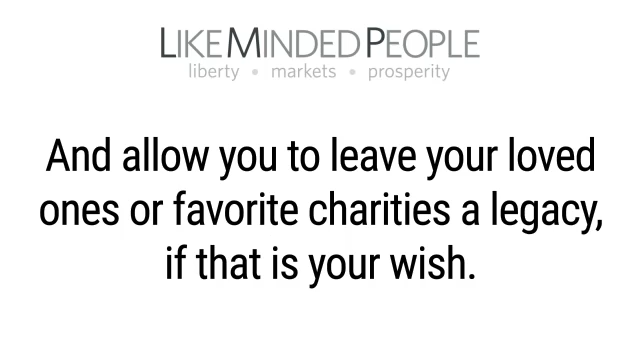 LIKEMINDEDPEOPLE
liberty • markets • prosperity
And allow you to leave your loved
ones or favorite charities a legacy,
if that is your wish.